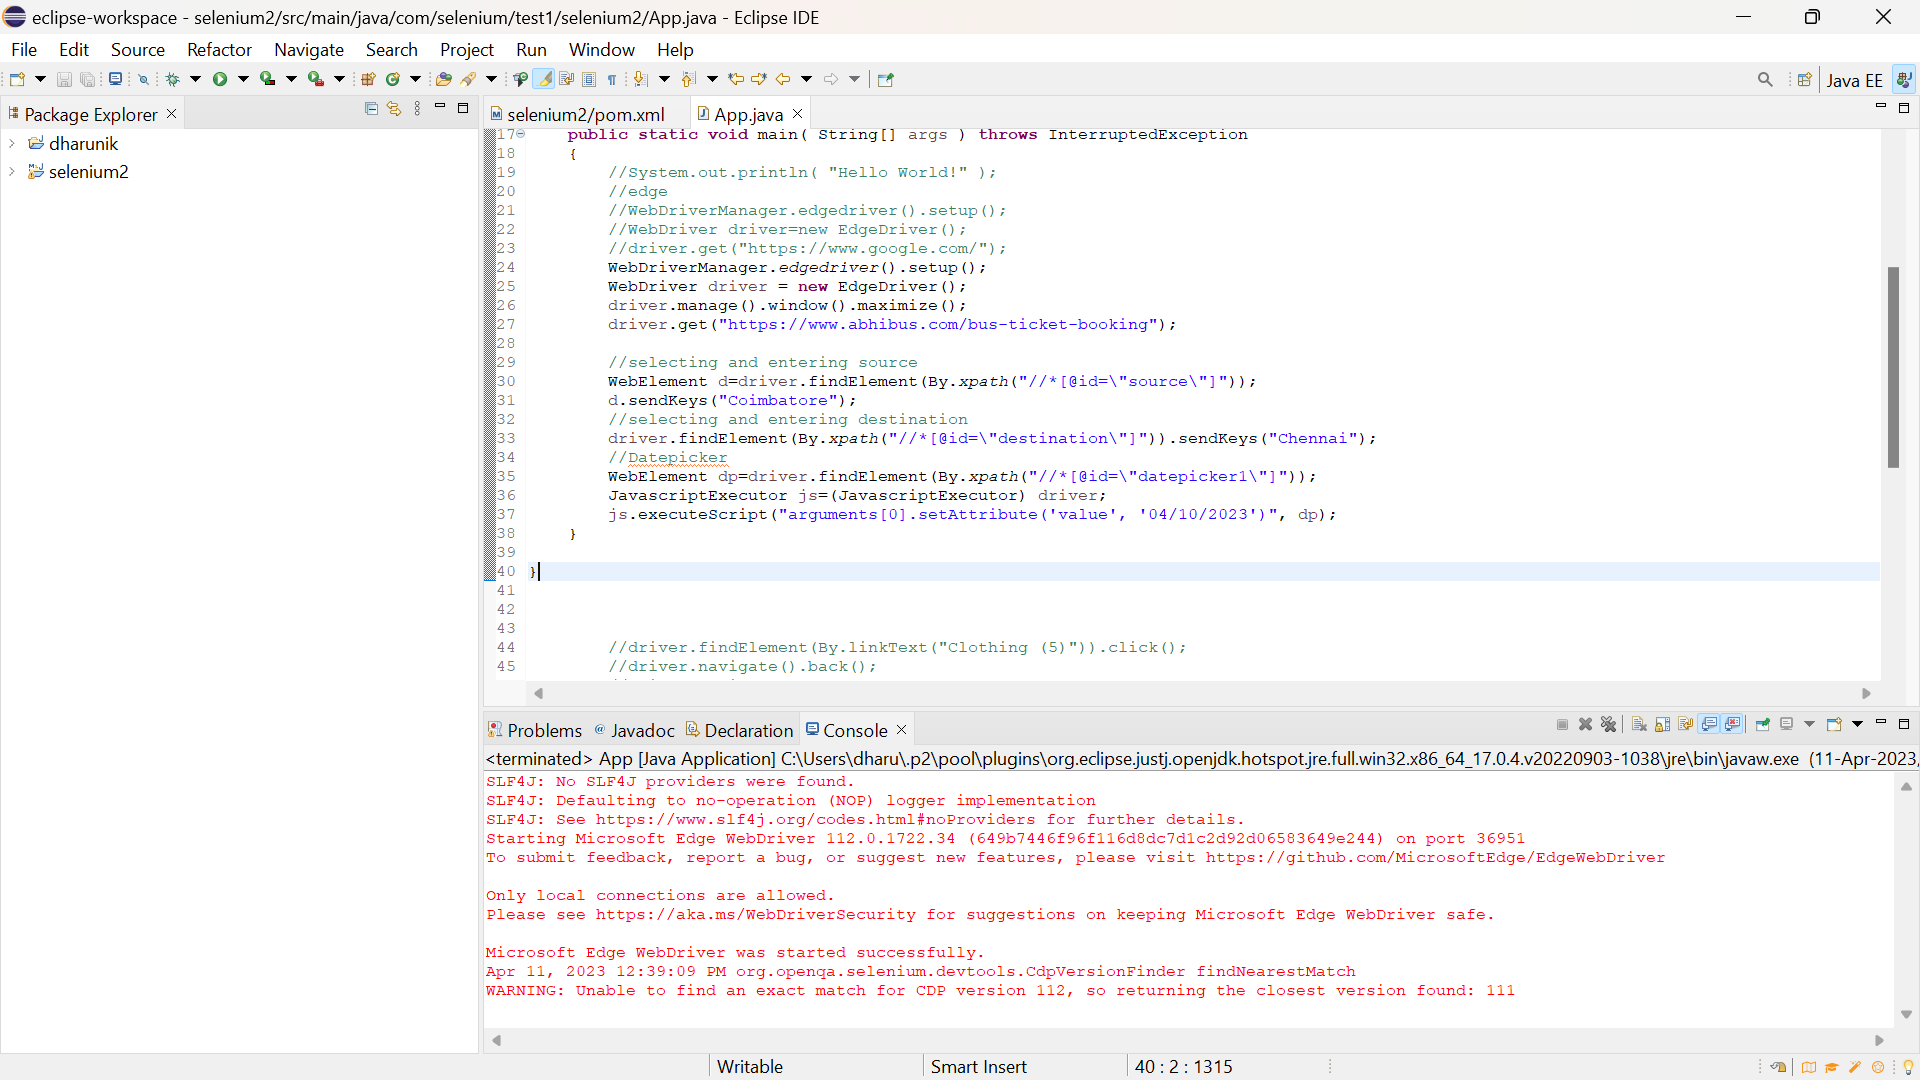 eclipse-workspace - selenium2/src/main/java/com/selenium/test1/selenium2/App.java - Eclipse IDE
File Edit Source Refactor Navigate Search Project Run Window Help
Java EE
Package Explorer
dharunik
selenium2
selenium2/pom.xml App.java
17 public static void main( String[] args ) throws InterruptedException
18 {
19 //System.out.println( "Hello World!" );
20 //edge
21 //WebDriverManager.edgedriver().setup();
22 //WebDriver driver=new EdgeDriver();
23 //driver.get("https://www.google.com/");
24 WebDriverManager.edgedriver().setup();
25 WebDriver driver = new EdgeDriver();
26 driver.manage().window().maximize();
27 driver.get("https://www.abhibus.com/bus-ticket-booking");
28
29 //selecting and entering source
30 WebElement d=driver.findElement(By.xpath("//*[@id=\"source\"]"));
31 d.sendKeys("Coimbatore");
32 //selecting and entering destination
33 driver.findElement(By.xpath("//*[@id=\"destination\"]")).sendKeys("Chennai");
34 //Datepicker
35 WebElement dp=driver.findElement(By.xpath("//*[@id=\"datepicker1\"]"));
36 JavascriptExecutor js=(JavascriptExecutor) driver;
37 js.executeScript("arguments[0].setAttribute('value', '04/10/2023')", dp);
38 }
39
40 }
41
42
43
44 //driver.findElement(By.linkText("Clothing (5)")).click();
45 //driver.navigate().back();
Problems Javadoc Declaration Console
<terminated> App [Java Application] C:\Users\dharu\.p2\pool\plugins\org.eclipse.justj.openjdk.hotspot.jre.full.win32.x86_64_17.0.4.v20220903-1038\jre\bin\javaw.exe (11-Apr-2023,
SLF4J: No SLF4J providers were found.
SLF4J: Defaulting to no-operation (NOP) logger implementation
SLF4J: See https://www.slf4j.org/codes.html#noProviders for further details.
Starting Microsoft Edge WebDriver 112.0.1722.34 (649b7446f96f116d8dc7d1c2d92d06583649e244) on port 36951
To submit feedback, report a bug, or suggest new features, please visit https://github.com/MicrosoftEdge/EdgeWebDriver
Only local connections are allowed.
Please see https://aka.ms/WebDriverSecurity for suggestions on keeping Microsoft Edge WebDriver safe.
Microsoft Edge WebDriver was started successfully.
Apr 11, 2023 12:39:09 PM org.openqa.selenium.devtools.CdpVersionFinder findNearestMatch
WARNING: Unable to find an exact match for CDP version 112, so returning the closest version found: 111
Writable Smart Insert 40 : 2 : 1315